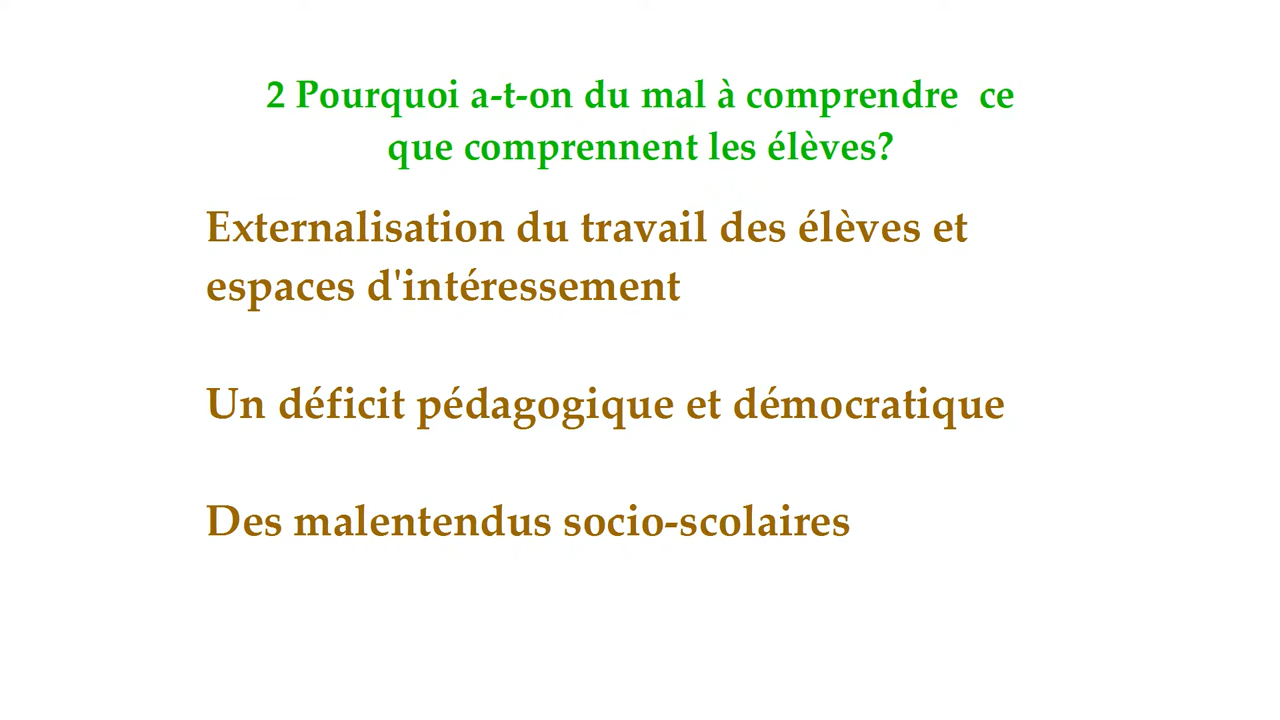 2 Pourquoi a-t-on du mal à comprendre  ce
que comprennent les élèves?
Externalisation du travail des élèves et
espaces d'intéressement
Un déficit pédagogique et démocratique
Des malentendus socio-scolaires